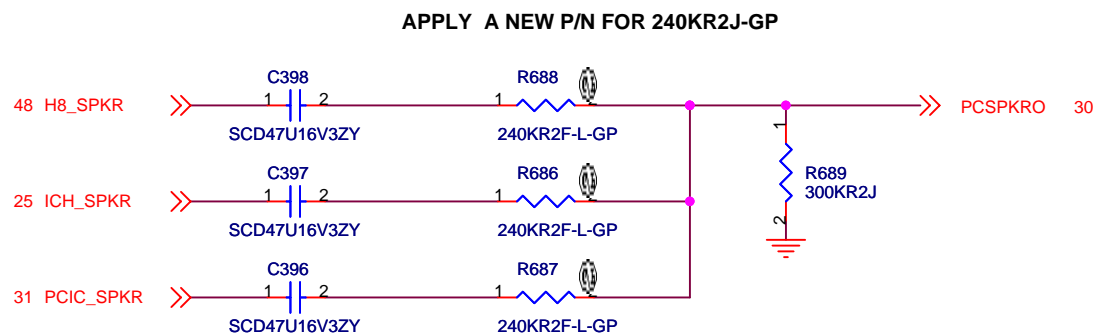 APPLY A NEW P/N FOR 240KR2J-GP
C398
R688
48 H8_SPKR
1 2
1
PCSPKRO 30
SCD47U16V3ZY
240KR2F-L-GP
1
C397
R686
R689
300KR2J
25 ICH_SPKR
1 2
1
2
SCD47U16V3ZY
240KR2F-L-GP
C396
R687
31 PCIC_SPKR
1 2
1
SCD47U16V3ZY
240KR2F-L-GP